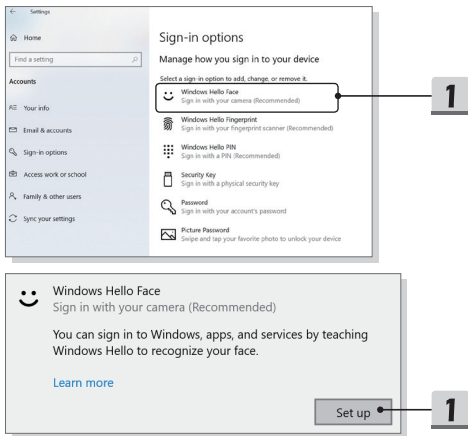 Settings
Home
Find a setting
Accounts
Your info
Email & accounts
Sign-in options
Access work or school
Family & other users
Sync your settings
Sign-in options
Manage how you sign in to your device
Select a sign-in option to add, change, or remove it.
Windows Hello Face
Sign in with your camera (Recommended)
Windows Hello Fingerprint
Sign in with your fingerprint scanner (Recommended)
Windows Hello PIN
Sign in with a PIN (Recommended)
Security Key
Sign in with a physical security key
Password
Sign in with your account's password
Picture Password
Swipe and tap your favorite photo to unlock your device
1
Windows Hello Face
Sign in with your camera (Recommended)
You can sign in to Windows, apps, and services by teaching
Windows Hello to recognize your face.
Learn more
Set up
1